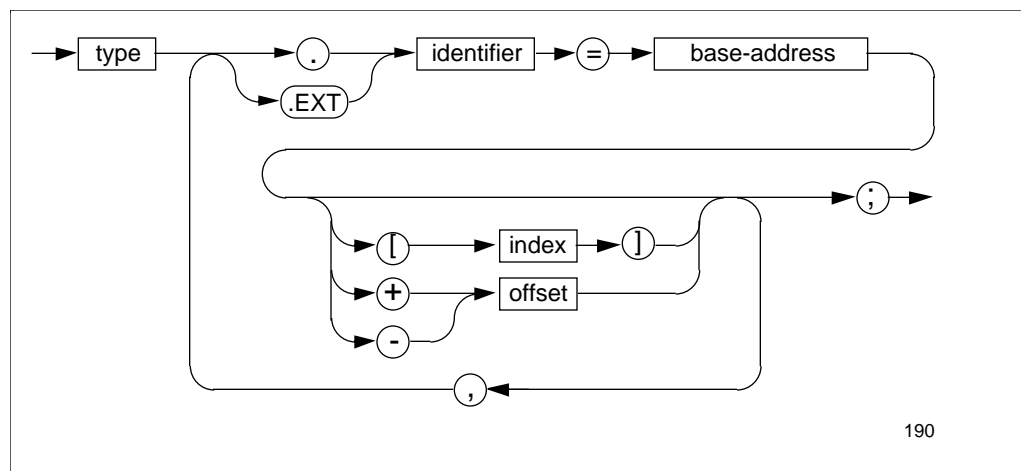 type . identifier = base-address
.EXT
;
[ index ]
+ offset
-
,
190